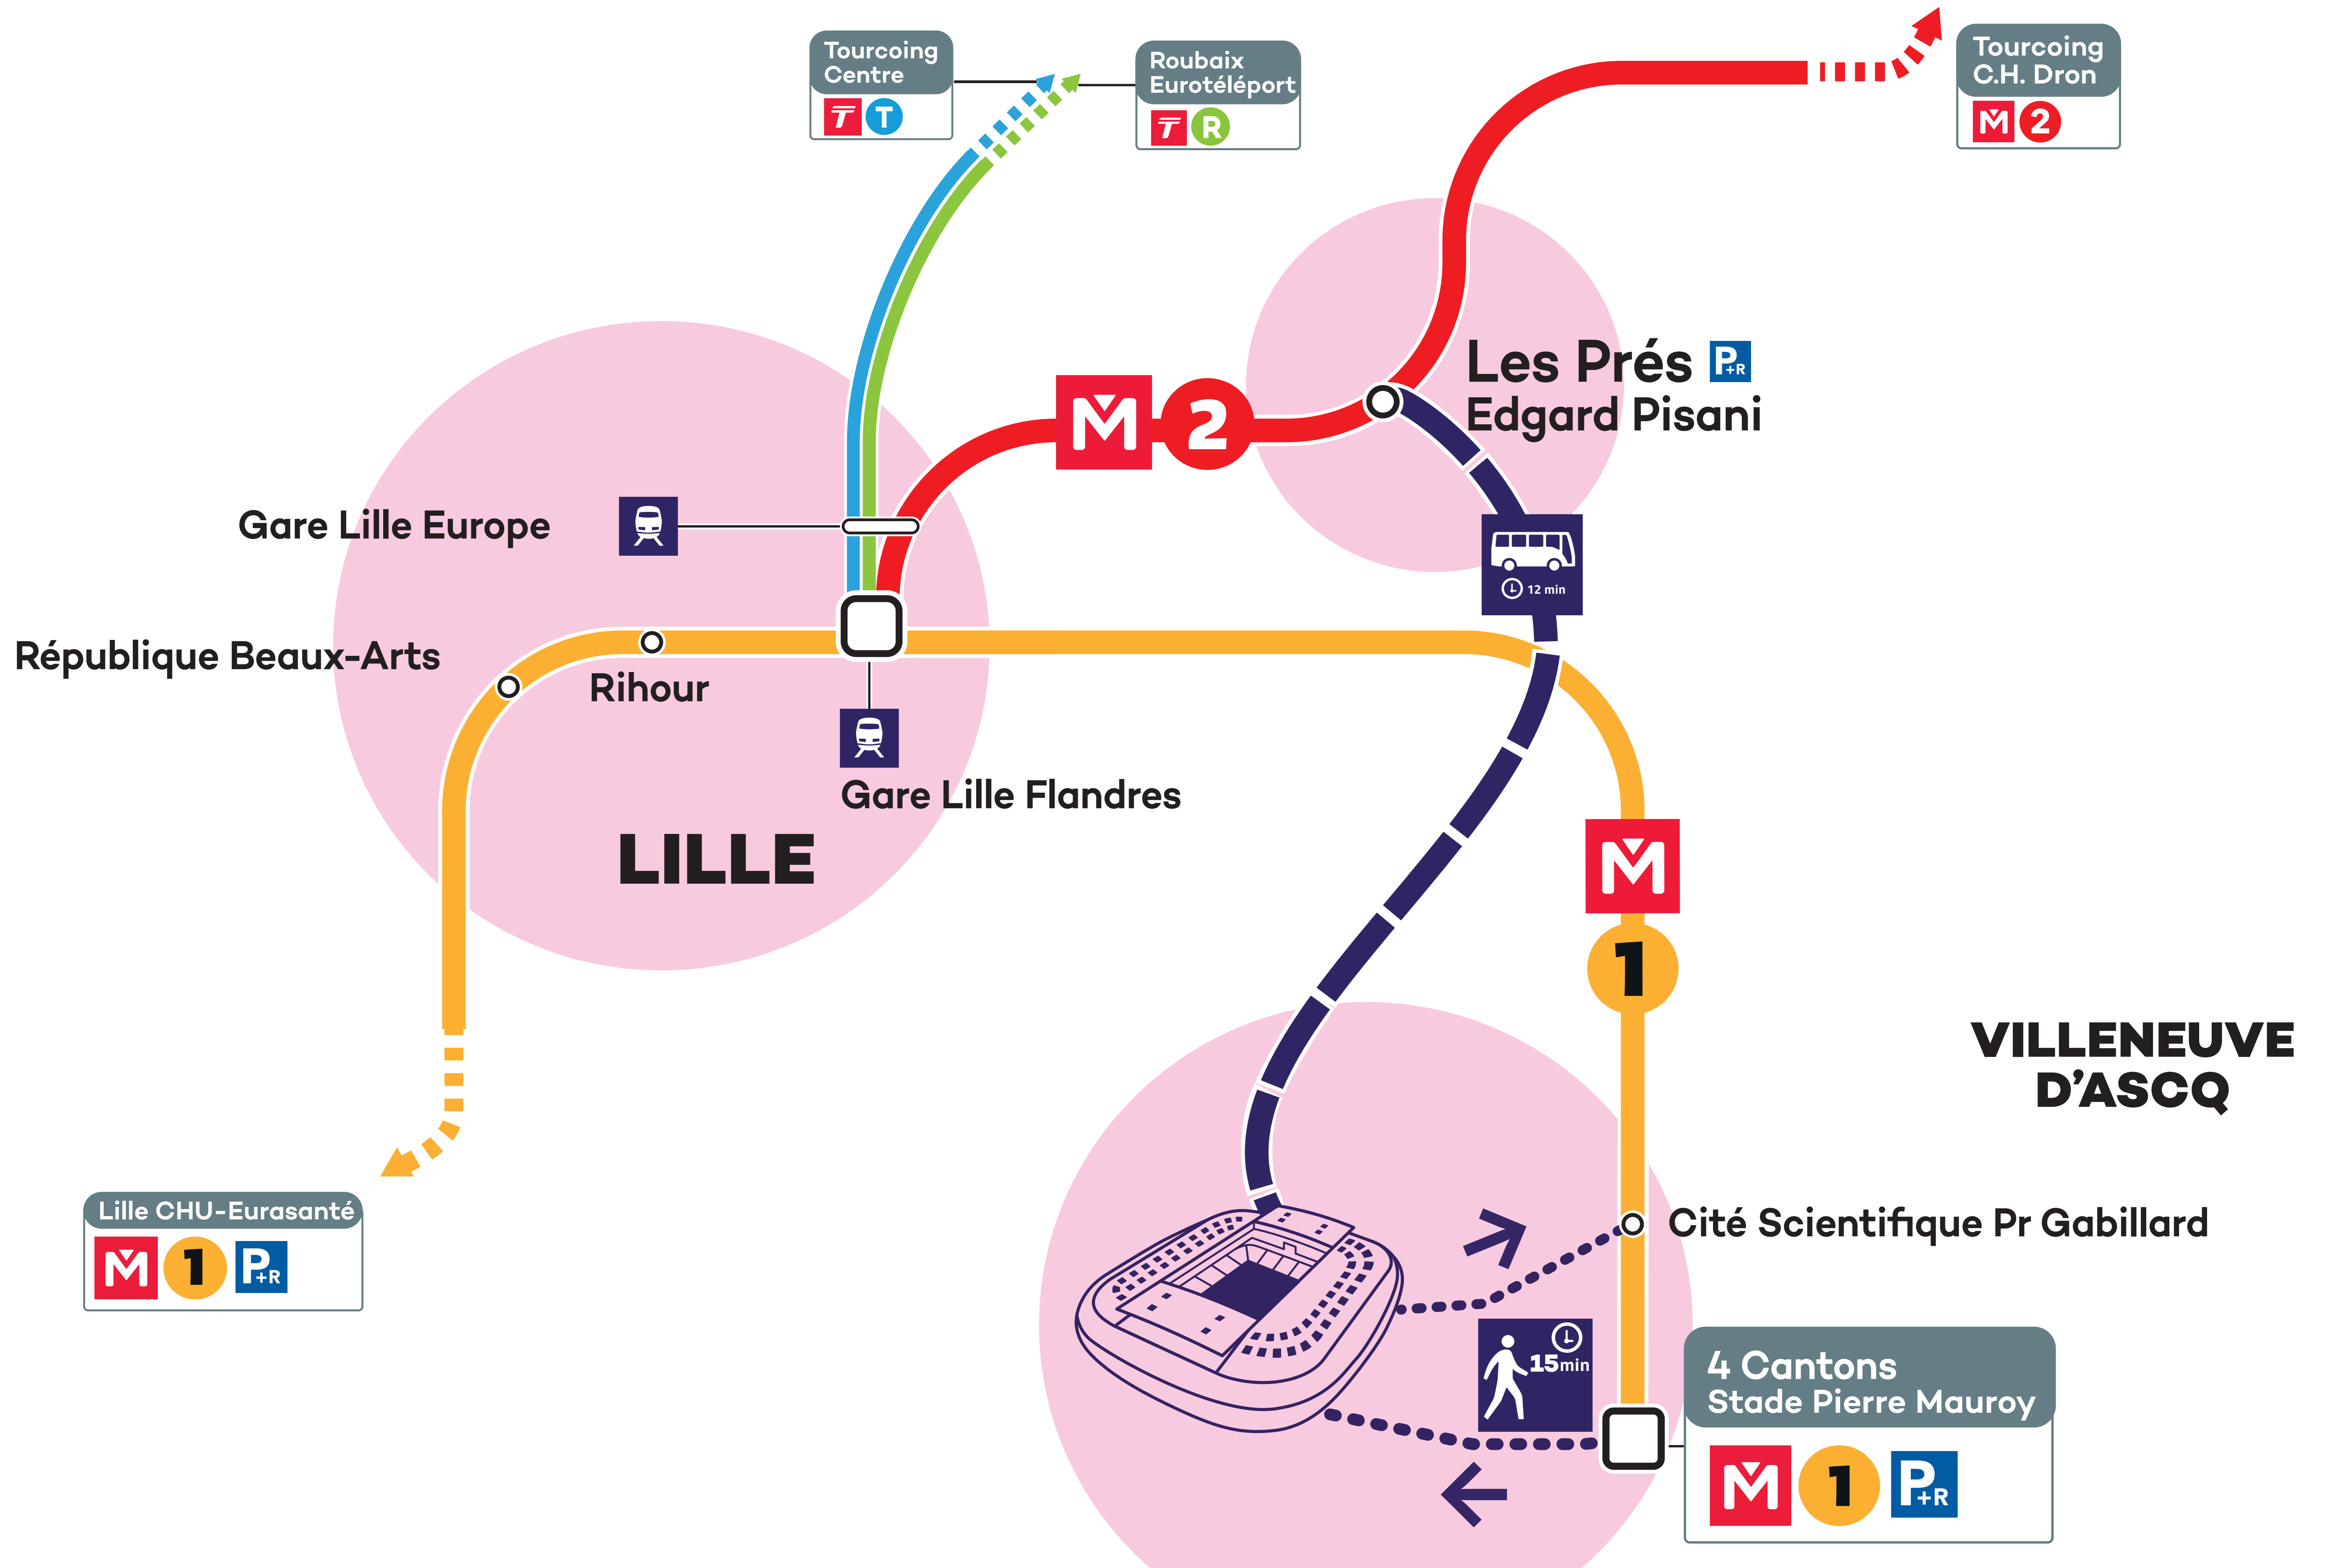 Tourcoing
Centre
T T
Roubaix
Eurotéléport
T R
Tourcoing
C.H. Dron
M 2
Les Prés P+R
Edgard Pisani
M 2
Gare Lille Europe
12 min
République Beaux-Arts
Rihour
Gare Lille Flandres
LILLE
M
1
VILLENEUVE
D’ASCQ
Lille CHU-Eurasanté
M 1 P+R
Cité Scientifique Pr Gabillard
15min
4 Cantons
Stade Pierre Mauroy
M 1 P+R